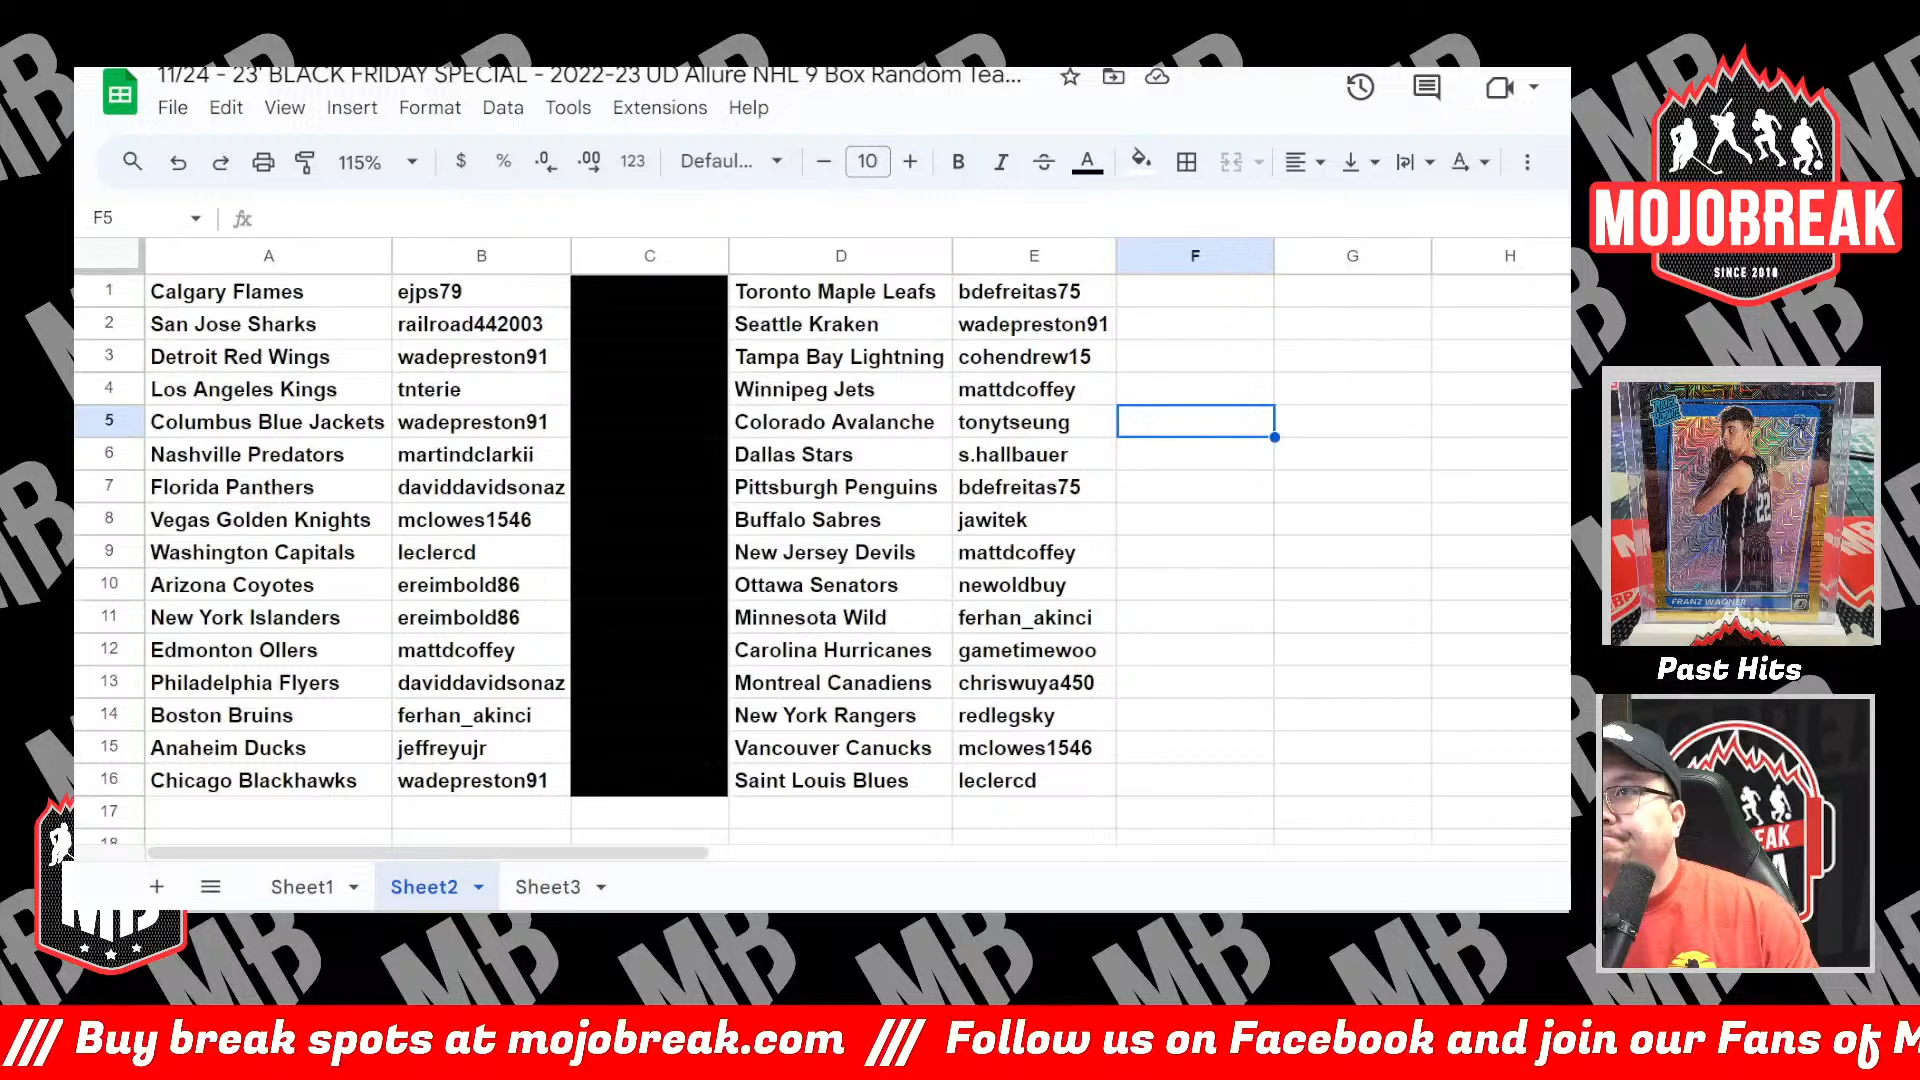 11/24 - 23' BLACK FRIDAY SPECIAL - 2022-23 UD Allure NHL 9 Box Random Tea...
File Edit View Insert Format Data Tools Extensions Help
115% $ % .0 .00 123 Defaul... 10 B I A
F5 fx
A B C D E F G H
1 Calgary Flames ejps79 Toronto Maple Leafs bdefreitas75
2 San Jose Sharks railroad442003 Seattle Kraken wadepreston91
3 Detroit Red Wings wadepreston91 Tampa Bay Lightning cohendrew15
4 Los Angeles Kings tnterie Winnipeg Jets mattdcoffey
5 Columbus Blue Jackets wadepreston91 Colorado Avalanche tonytseung
6 Nashville Predators martindclarkii Dallas Stars s.hallbauer
7 Florida Panthers daviddavidsonaz Pittsburgh Penguins bdefreitas75
8 Vegas Golden Knights mclowes1546 Buffalo Sabres jawitek
9 Washington Capitals leclercd New Jersey Devils mattdcoffey
10 Arizona Coyotes ereimbold86 Ottawa Senators newoldbuy
11 New York Islanders ereimbold86 Minnesota Wild ferhan_akinci
12 Edmonton Ollers mattdcoffey Carolina Hurricanes gametimewoo
13 Philadelphia Flyers daviddavidsonaz Montreal Canadiens chriswuya450
14 Boston Bruins ferhan_akinci New York Rangers redlegsky
15 Anaheim Ducks jeffreyujr Vancouver Canucks mclowes1546
16 Chicago Blackhawks wadepreston91 Saint Louis Blues leclercd
17
18
Sheet1 Sheet2 Sheet3
MOJOBREAK
SINCE 2010
FRANZ WAGNER
Past Hits
MB
/// Buy break spots at mojobreak.com /// Follow us on Facebook and join our Fans of M